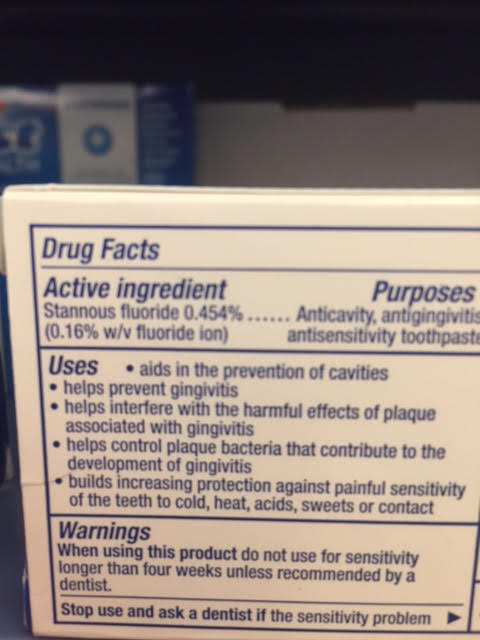 Drug Facts
Active ingredient Purposes
Stannous fluoride 0.454% ...... Anticavity, antigingivitis
(0.16% w/v fluoride ion) antisensitivity toothpaste
Uses • aids in the prevention of cavities
• helps prevent gingivitis
• helps interfere with the harmful effects of plaque
associated with gingivitis
• helps control plaque bacteria that contribute to the
development of gingivitis
• builds increasing protection against painful sensitivity
of the teeth to cold, heat, acids, sweets or contact
Warnings
When using this product do not use for sensitivity
longer than four weeks unless recommended by a
dentist.
Stop use and ask a dentist if the sensitivity problem ▶